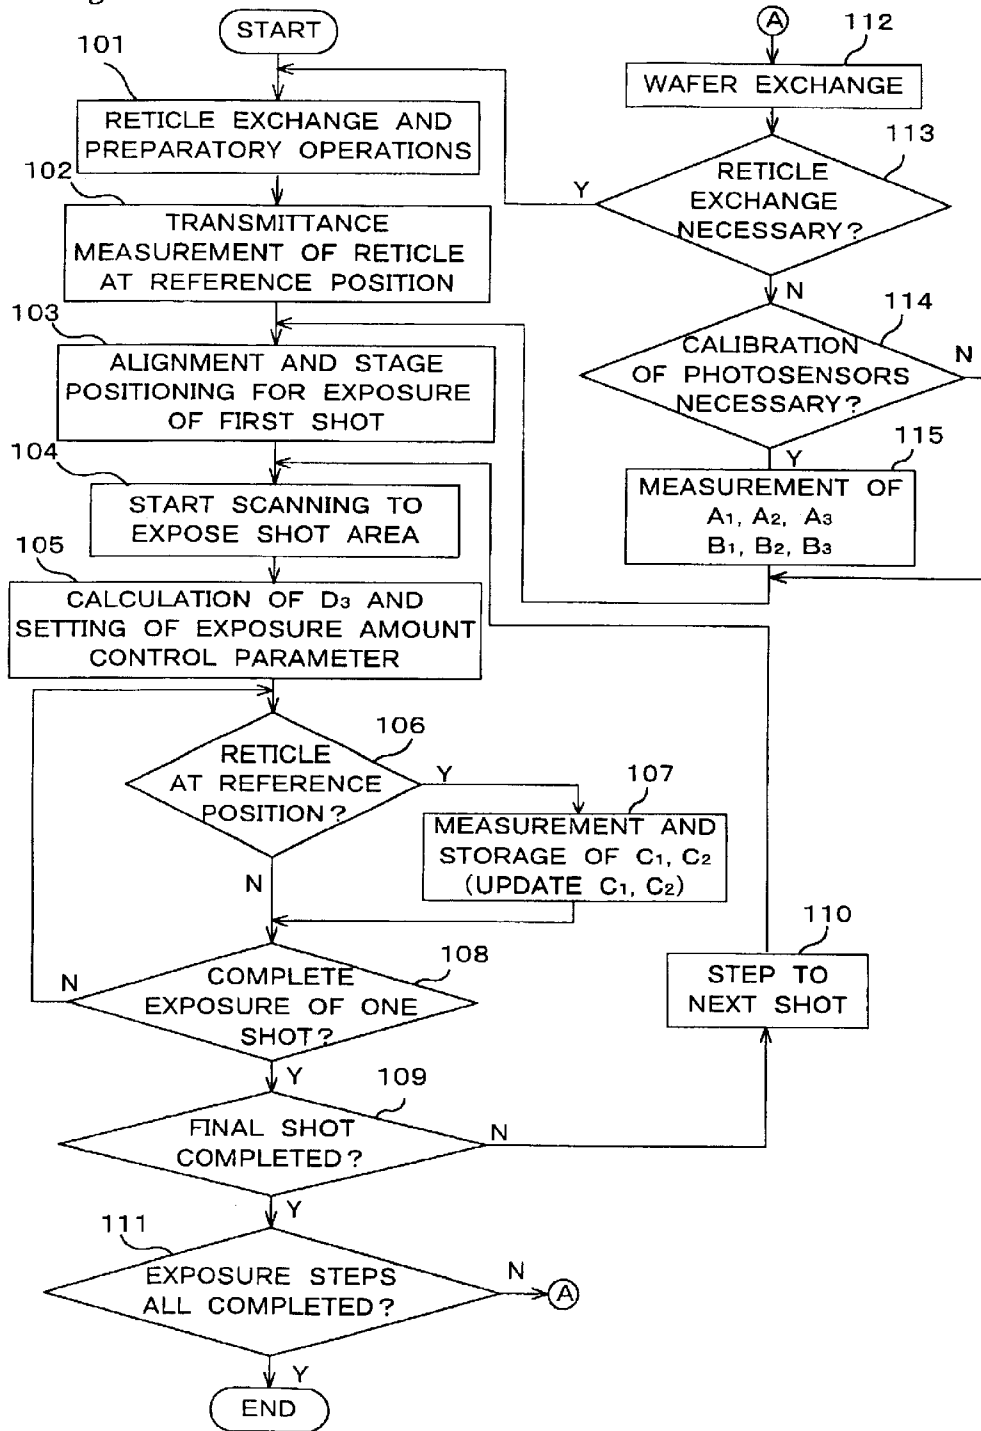 START
101
RETICLE EXCHANGE AND
PREPARATORY OPERATIONS
102
TRANSMITTANCE
MEASUREMENT OF RETICLE
AT REFERENCE POSITION
103
ALIGNMENT AND STAGE
POSITIONING FOR EXPOSURE
OF FIRST SHOT
104
START SCANNING TO
EXPOSE SHOT AREA
105
CALCULATION OF D₃ AND
SETTING OF EXPOSURE AMOUNT
CONTROL PARAMETER
106
RETICLE
AT REFERENCE
POSITION?
Y
N
107
MEASUREMENT AND
STORAGE OF C₁, C₂
(UPDATE C₁, C₂)
108
COMPLETE
EXPOSURE OF ONE
SHOT?
N
Y
109
FINAL SHOT
COMPLETED?
N
Y
110
STEP TO
NEXT SHOT
111
EXPOSURE STEPS
ALL COMPLETED?
N
A
Y
END
A
112
WAFER EXCHANGE
113
RETICLE
EXCHANGE
NECESSARY?
Y
N
114
CALIBRATION
OF PHOTOSENSORS
NECESSARY?
N
Y
115
MEASUREMENT OF
A₁, A₂, A₃
B₁, B₂, B₃